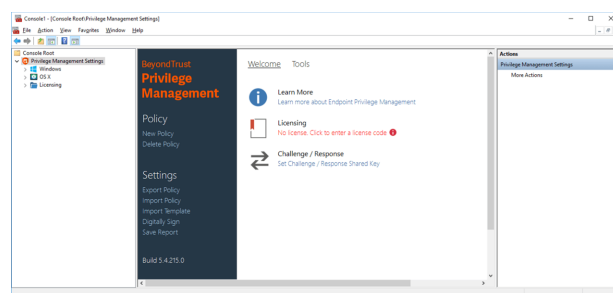 Console1 - [Console Root\Privilege Management Settings]
File Action View Favorites Window Help
Console Root
Privilege Management Settings
Windows
OS X
Licensing
BeyondTrust
Privilege
Management
Policy
New Policy
Delete Policy
Settings
Export Policy
Import Policy
Import Template
Digitally Sign
Save Report
Build 5.4.215.0
Welcome Tools
Learn More
Learn more about Endpoint Privilege Management
Licensing
No license. Click to enter a license code
Challenge / Response
Set Challenge / Response Shared Key
Actions
Privilege Management Settings
More Actions